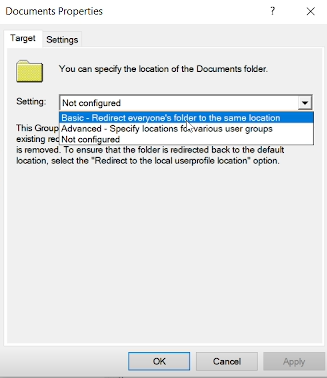 Documents Properties
?
Target
Settings
You can specify the location of the Documents folder.
Setting:
Not configured
Basic - Redirect everyone's folder to the same location
This Group
Advanced - Specify locations for various user groups
existing
Not configured
is removed. To ensure that the folder is redirected back to the default
location, select the "Redirect to the local userprofile location" option.
OK
Cancel
Apply